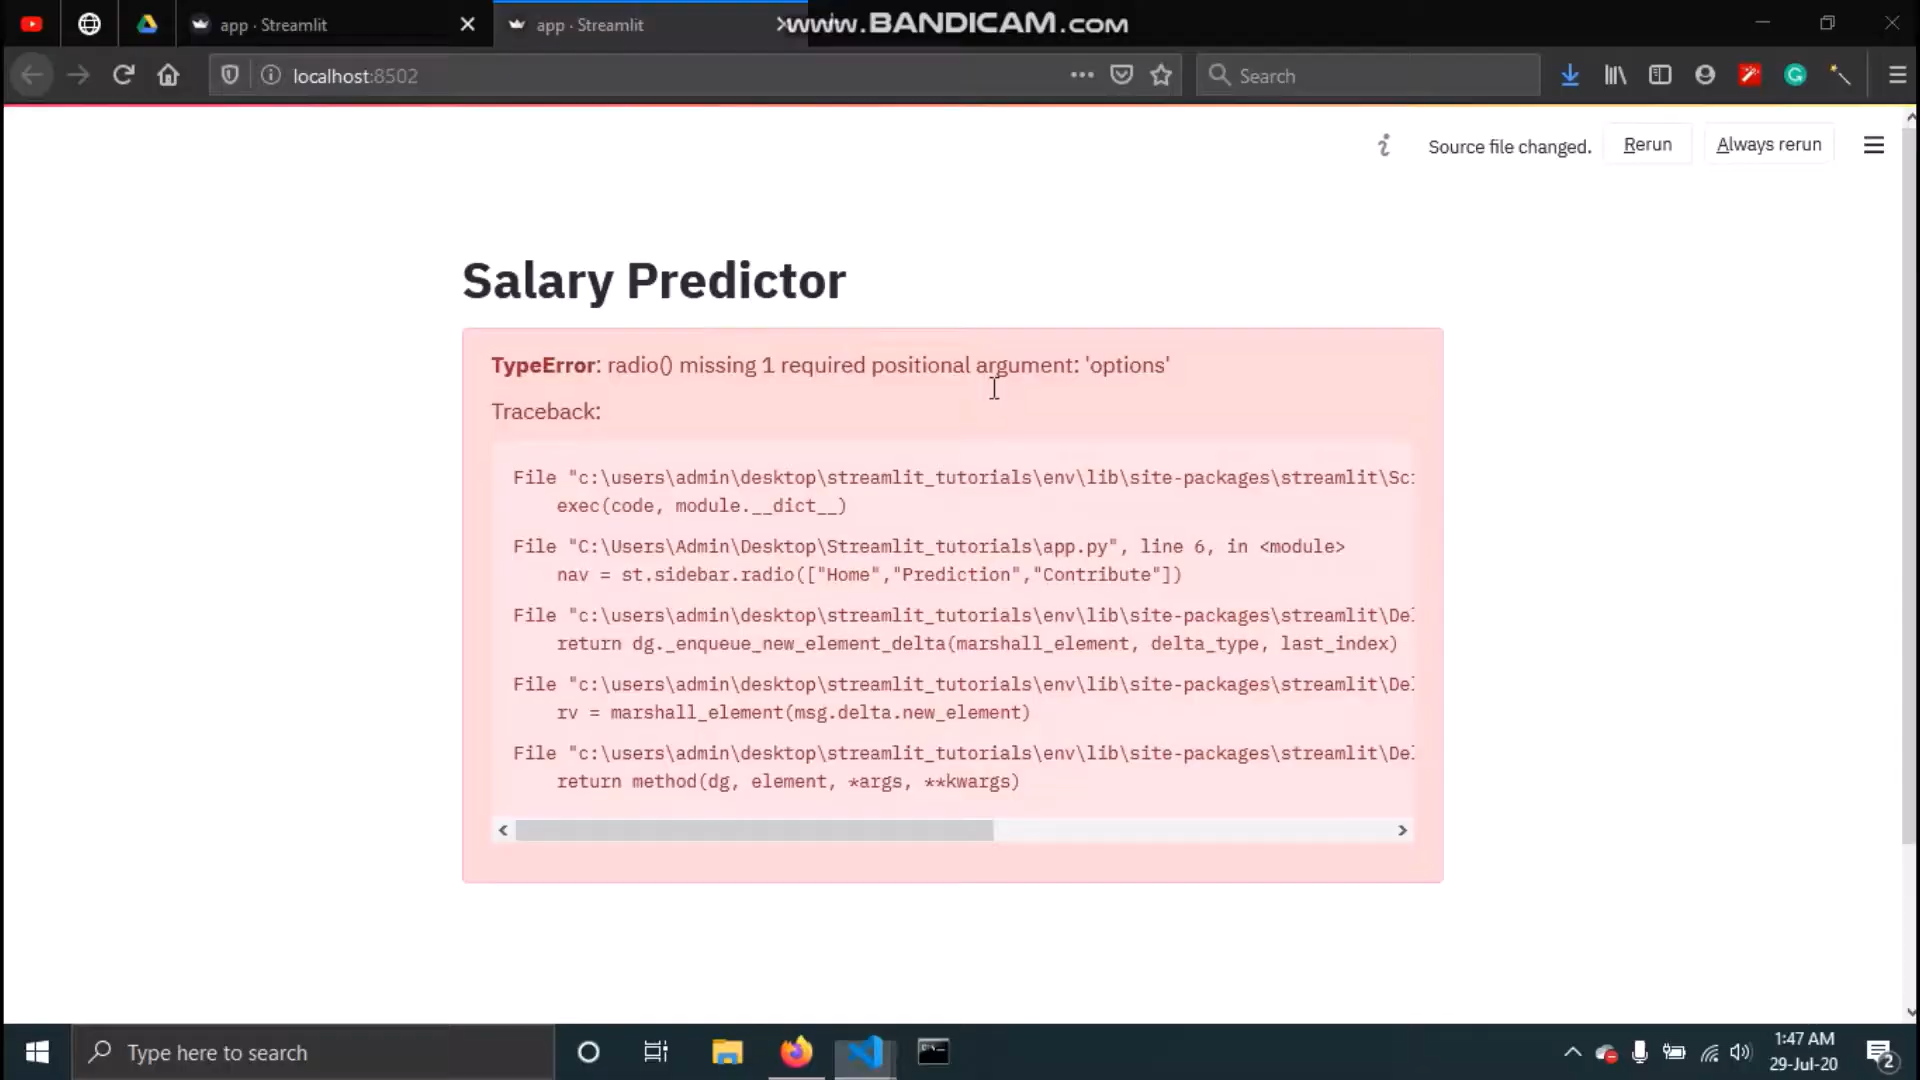 app · Streamlit
app · Streamlit
www.BANDICAM.com
localhost:8502
Search
Source file changed.
Rerun
Always rerun
Salary Predictor
TypeError: radio() missing 1 required positional argument: 'options'
Traceback:
File "c:\users\admin\desktop\streamlit_tutorials\env\lib\site-packages\streamlit\Sc
exec(code, module.__dict__)
File "C:\Users\Admin\Desktop\Streamlit_tutorials\app.py", line 6, in <module>
nav = st.sidebar.radio(["Home","Prediction","Contribute"])
File "c:\users\admin\desktop\streamlit_tutorials\env\lib\site-packages\streamlit\De
return dg._enqueue_new_element_delta(marshall_element, delta_type, last_index)
File "c:\users\admin\desktop\streamlit_tutorials\env\lib\site-packages\streamlit\De
rv = marshall_element(msg.delta.new_element)
File "c:\users\admin\desktop\streamlit_tutorials\env\lib\site-packages\streamlit\De
return method(dg, element, *args, **kwargs)
Type here to search
1:47 AM
29-Jul-20
2